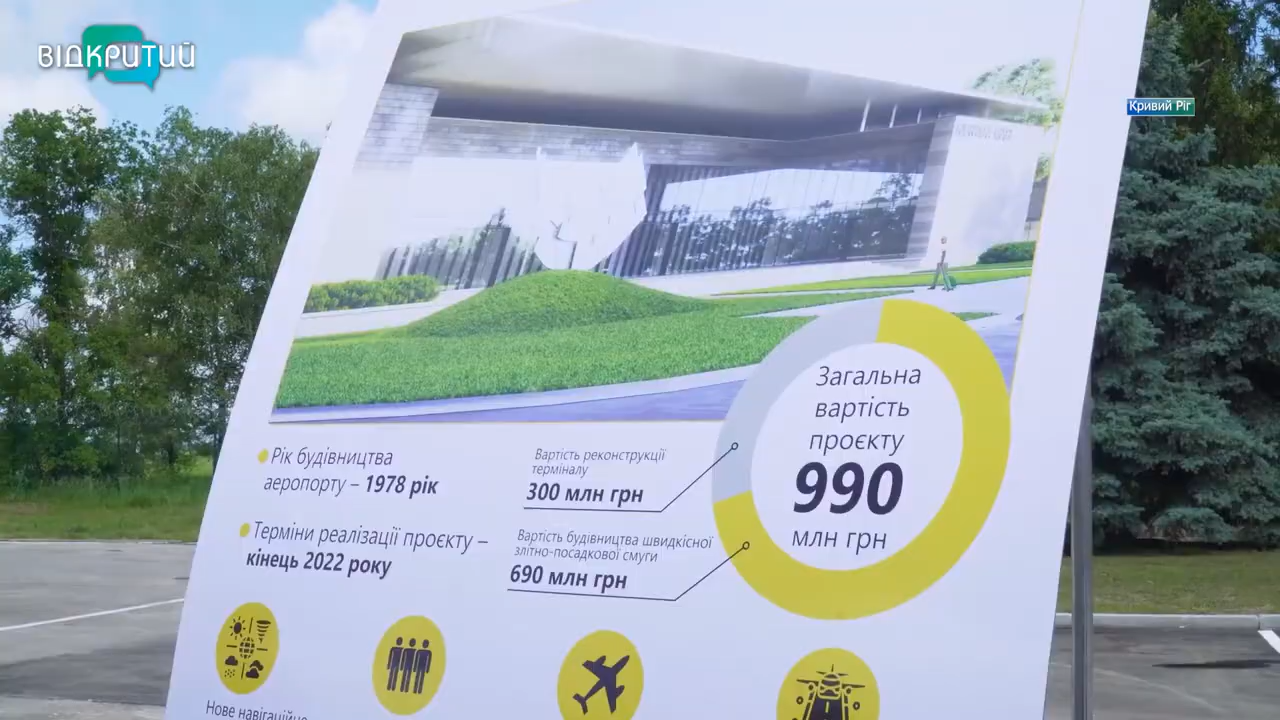 ВІДКРИТИЙ
Кривий Ріг
Рік будівництва
аеропорту – 1978 рік
Терміни реалізації проєкту –
кінець 2022 року
Вартість реконструкції
терміналу
300 млн грн
Вартість будівництва швидкісної
злітно-посадкової смуги
690 млн грн
Загальна
вартість
проєкту
990
млн грн
Нове навігаційне